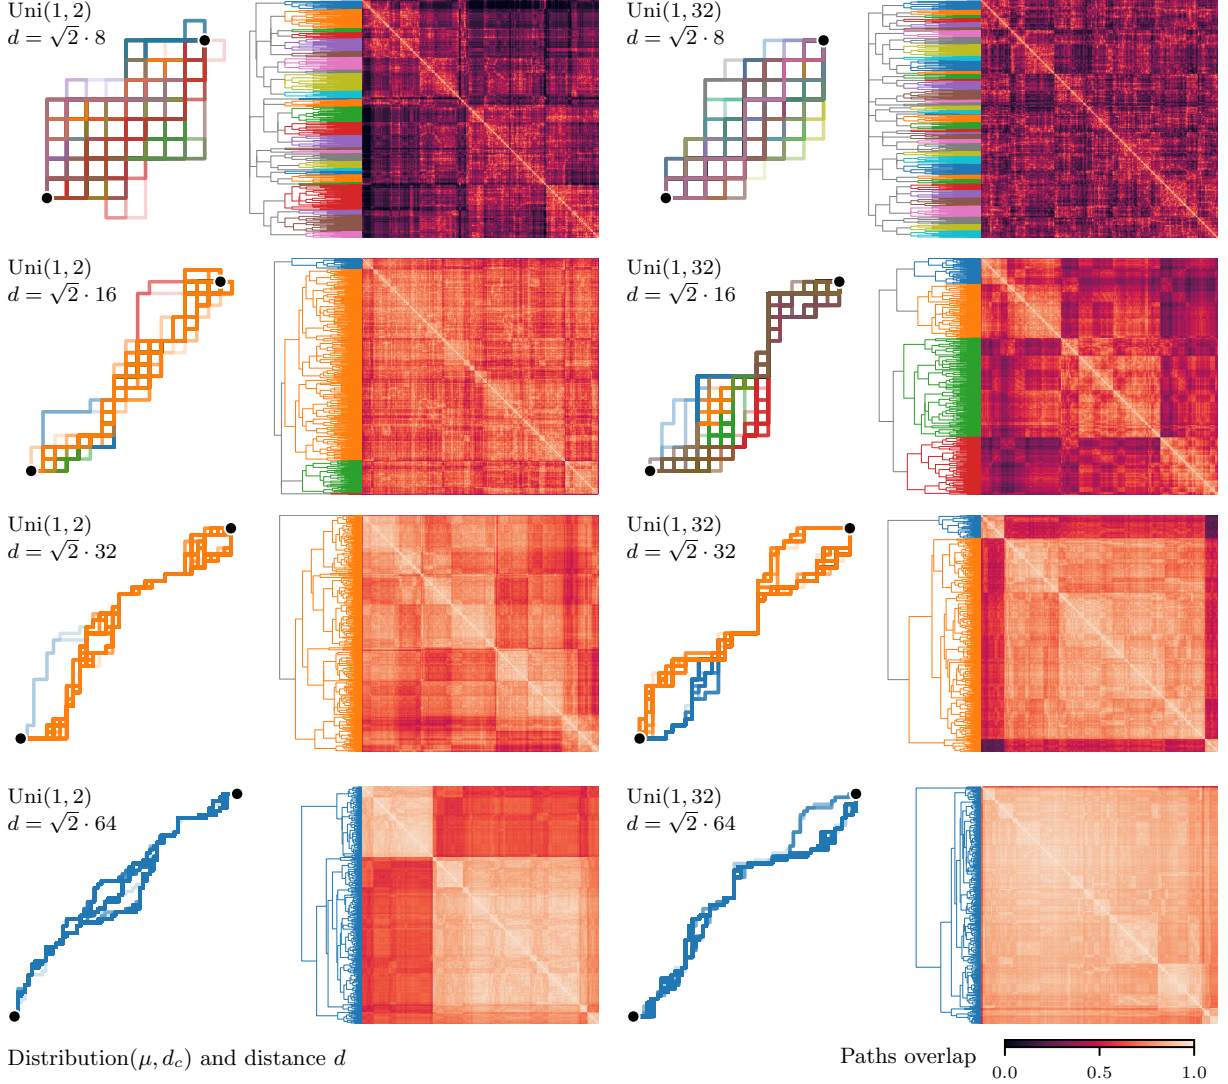 Uni(1, 2)
d = √2 · 8
Uni(1, 32)
d = √2 · 8
Uni(1, 2)
d = √2 · 16
Uni(1, 32)
d = √2 · 16
Uni(1, 2)
d = √2 · 32
Uni(1, 32)
d = √2 · 32
Uni(1, 2)
d = √2 · 64
Uni(1, 32)
d = √2 · 64
Distribution(μ, d_c) and distance d
Paths overlap
0.0 0.5 1.0